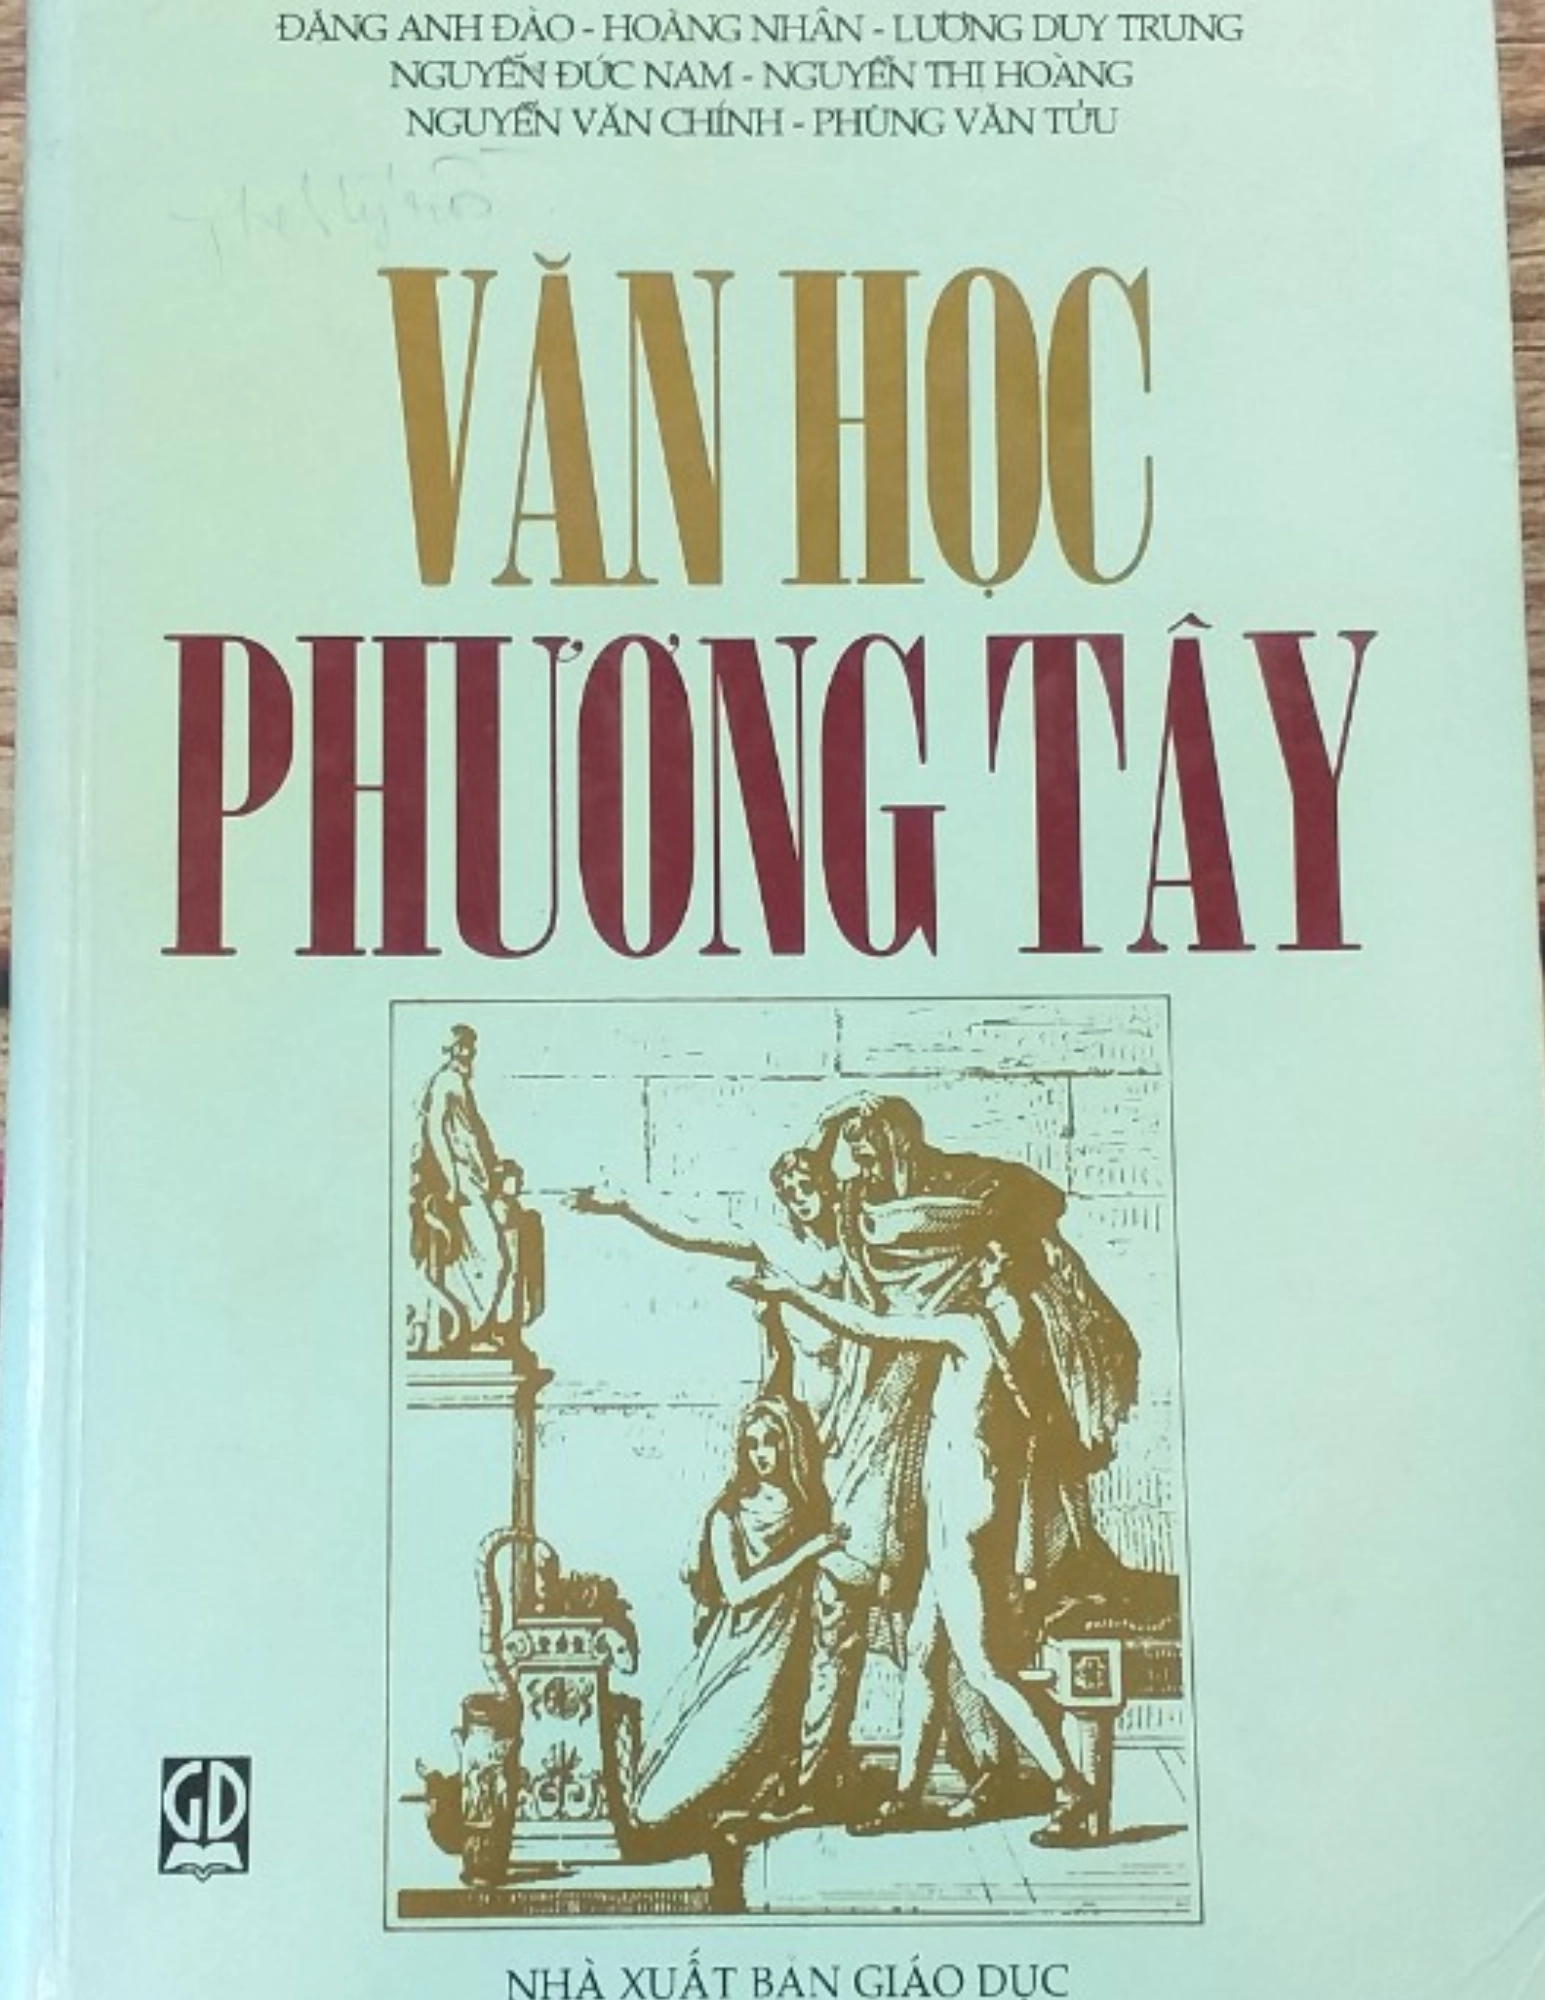 ĐẶNG ANH ĐÀO - HOÀNG NHÂN - LƯƠNG DUY TRUNG
NGUYỄN ĐỨC NAM - NGUYỄN THỊ HOÀNG
NGUYỄN VĂN CHÍNH - PHÙNG VĂN TỬU
VĂN HỌC
PHƯƠNG TÂY
GD
NHÀ XUẤT BẢN GIÁO DỤC